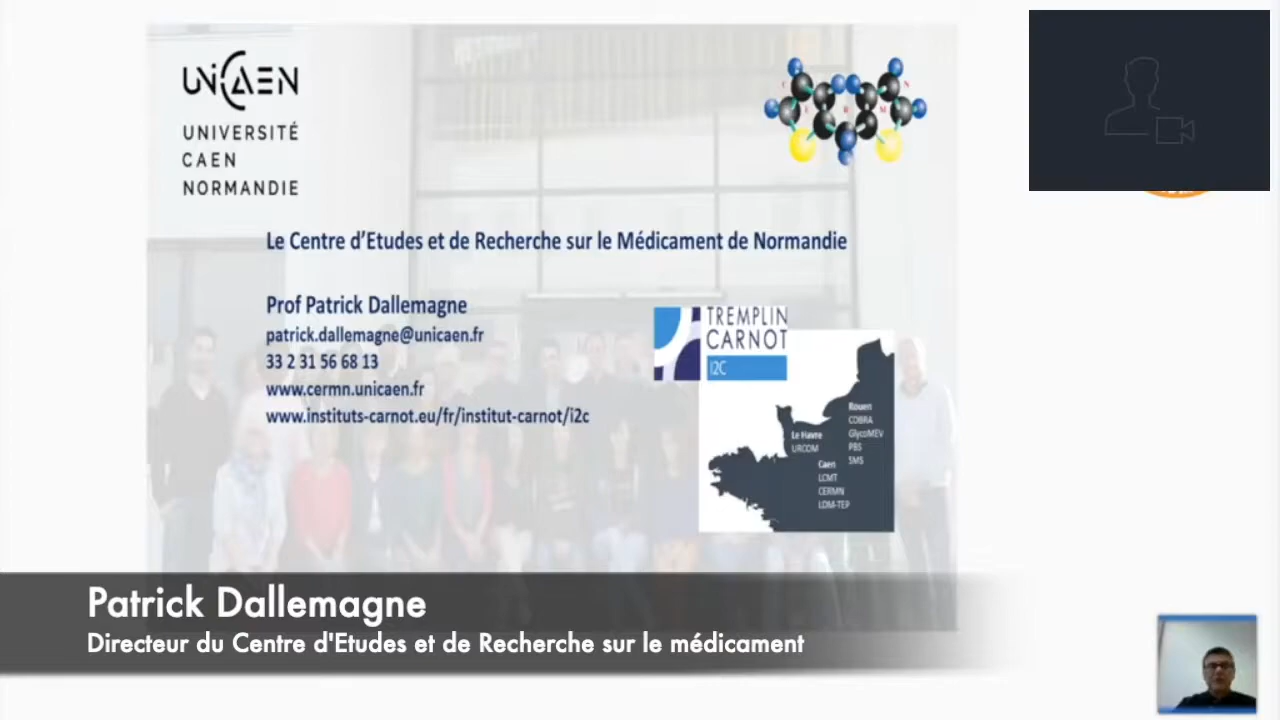 UNICAEN
UNIVERSITÉ
CAEN
NORMANDIE
C E R M N
Le Centre d’Etudes et de Recherche sur le Médicament de Normandie
Prof Patrick Dallemagne
patrick.dallemagne@unicaen.fr
33 2 31 56 68 13
www.cermn.unicaen.fr
www.instituts-carnot.eu/fr/institut-carnot/i2c
TREMPLIN
CARNOT
I2C
Rouen
COBRA
GlycoMEV
PBS
SMS
Le Havre
URCOM
Caen
LCMT
CERMN
LDM-TEP
Patrick Dallemagne
Directeur du Centre d'Etudes et de Recherche sur le médicament